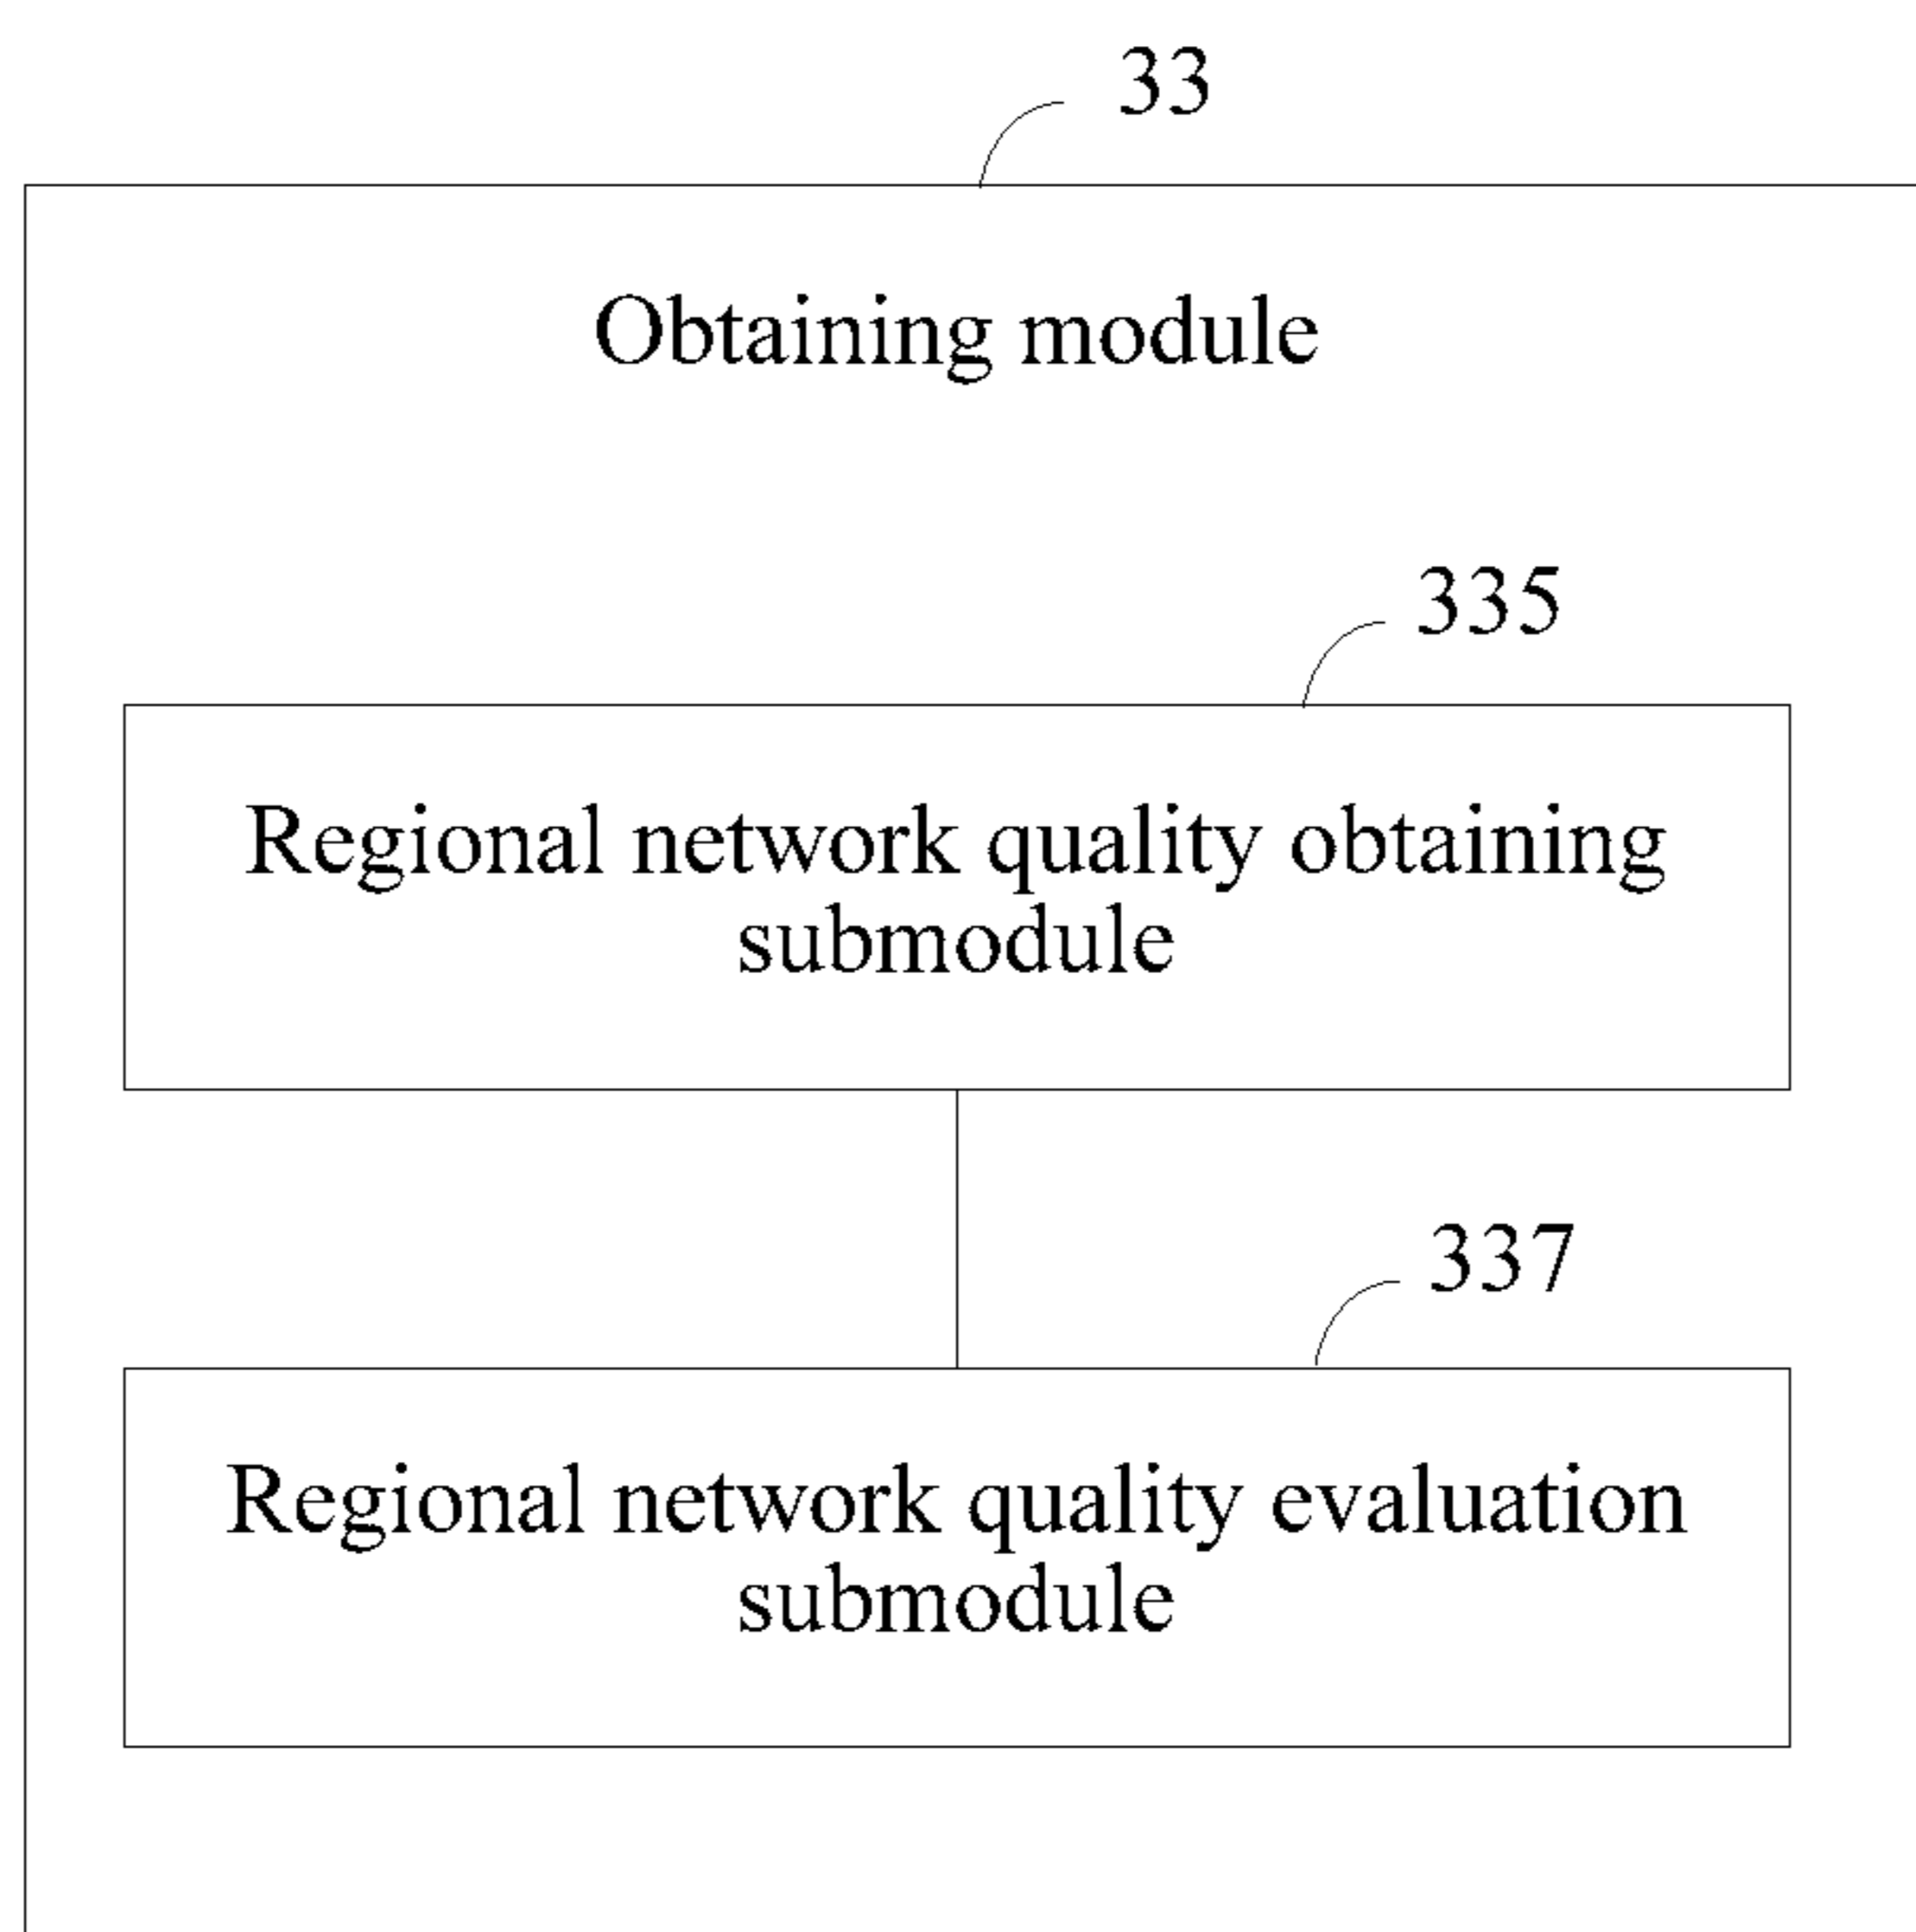 33
Obtaining module
335
Regional network quality obtaining
submodule
337
Regional network quality evaluation
submodule